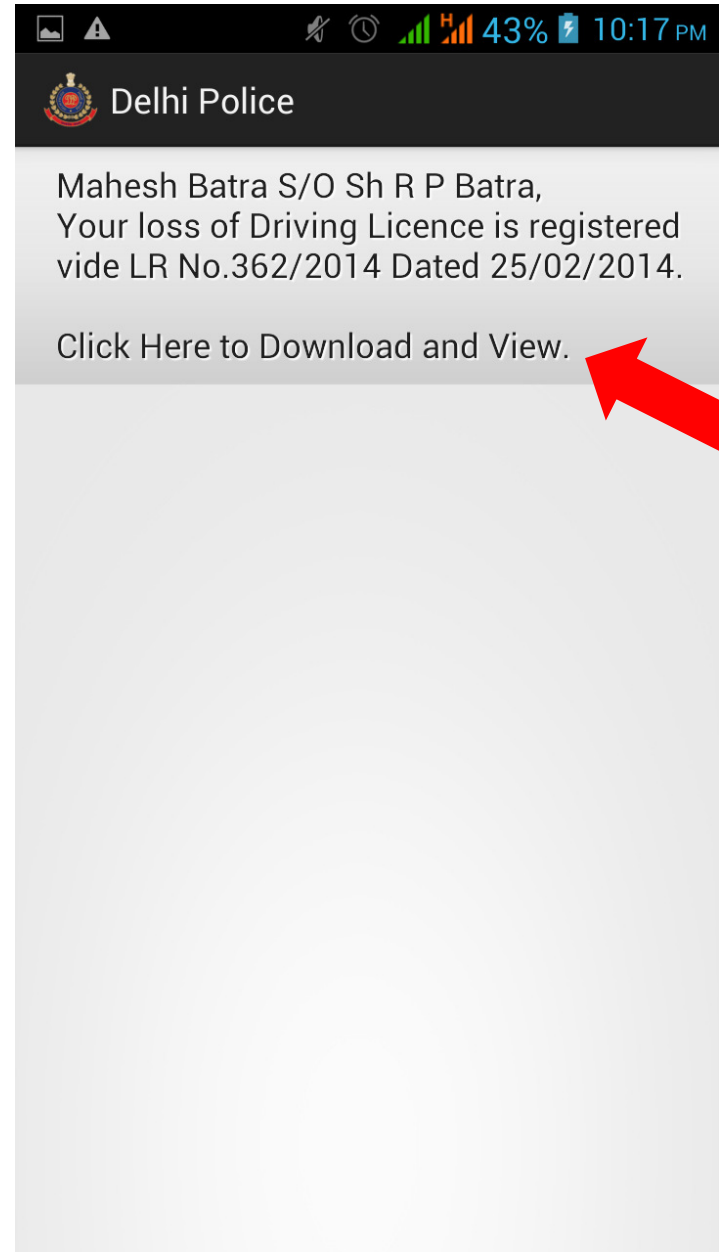 H 43% 10:17 PM
Delhi Police
Mahesh Batra S/O Sh R P Batra,
Your loss of Driving Licence is registered
vide LR No.362/2014 Dated 25/02/2014.
Click Here to Download and View.